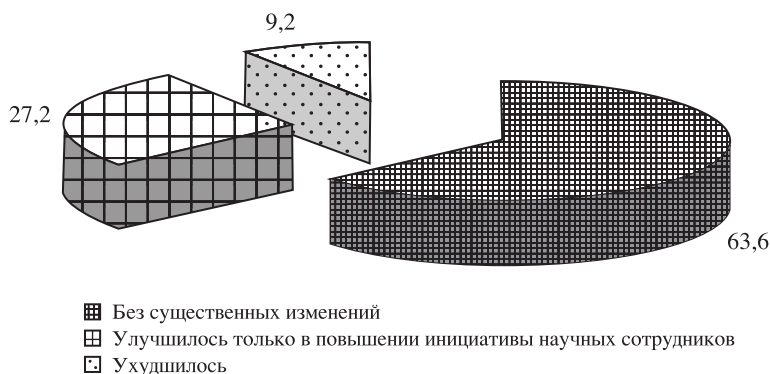 9,2
27,2
63,6
Без существенных изменений
Улучшилось только в повышении инициативы научных сотрудников
Ухудшилось